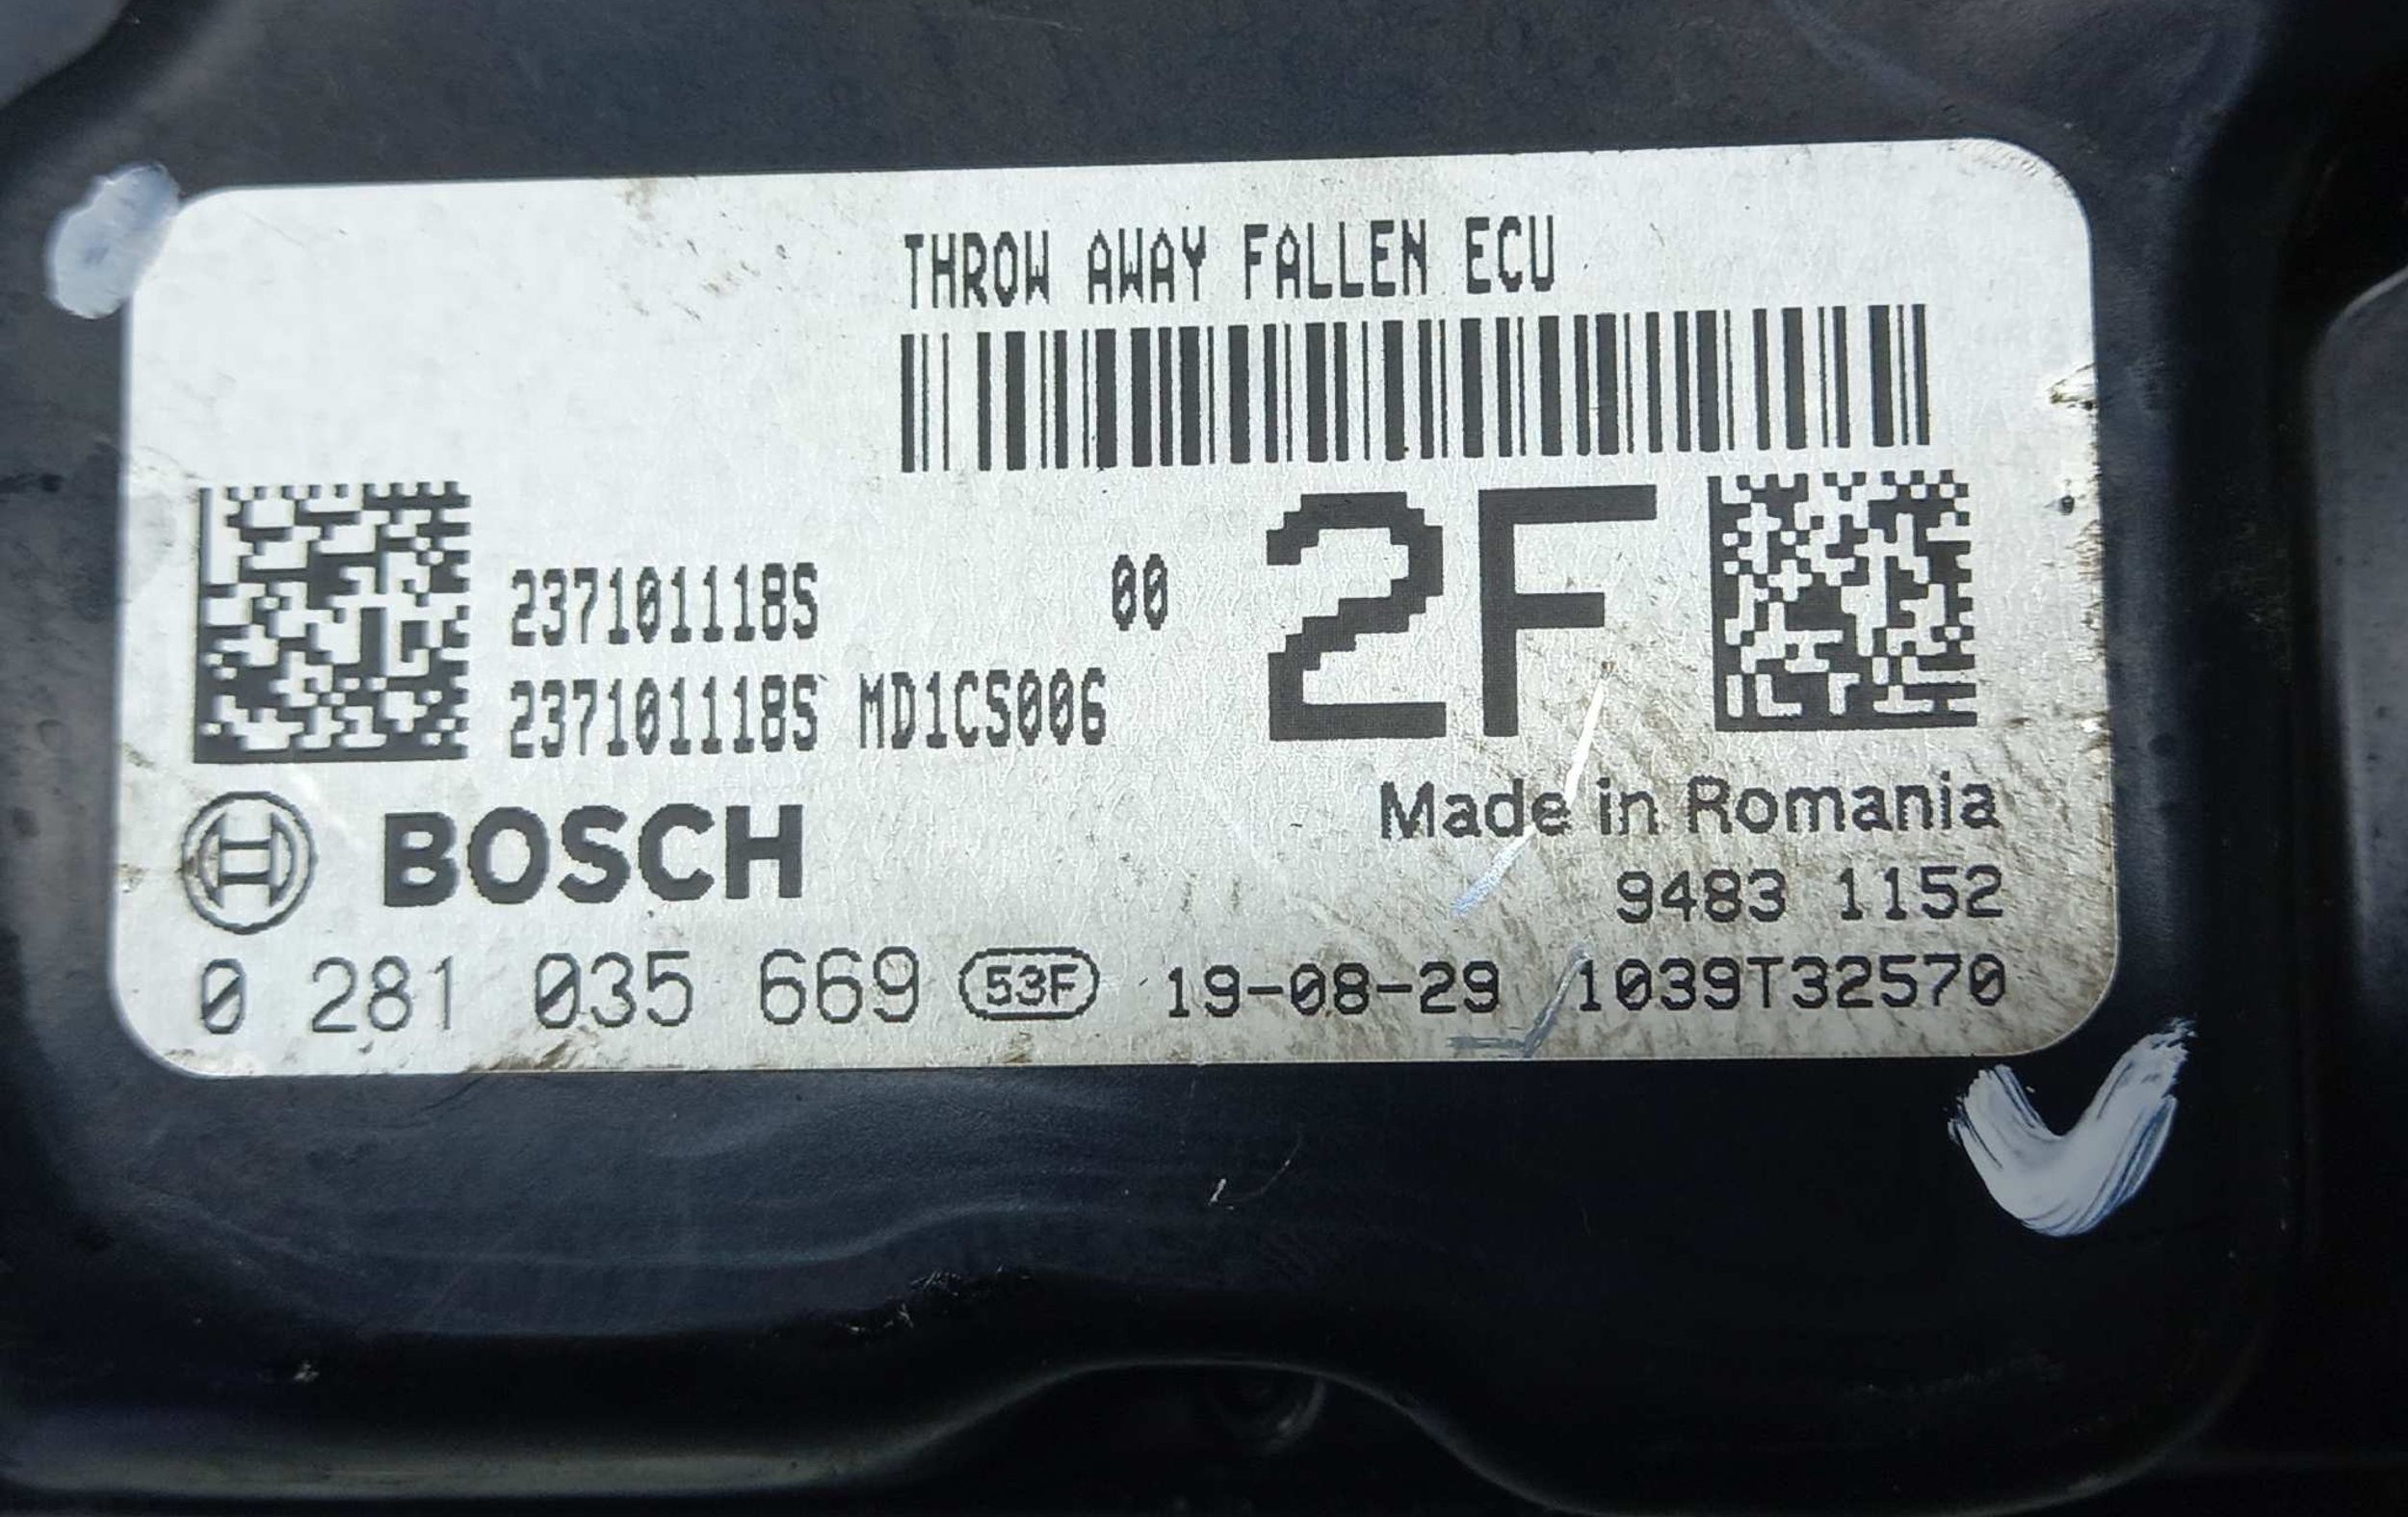 THROW AWAY FALLEN ECU
237101118S 00
237101118S MD1CS006
2F
BOSCH
Made in Romania
9483 1152
0 281 035 669 53F 19-08-29 1039T32570